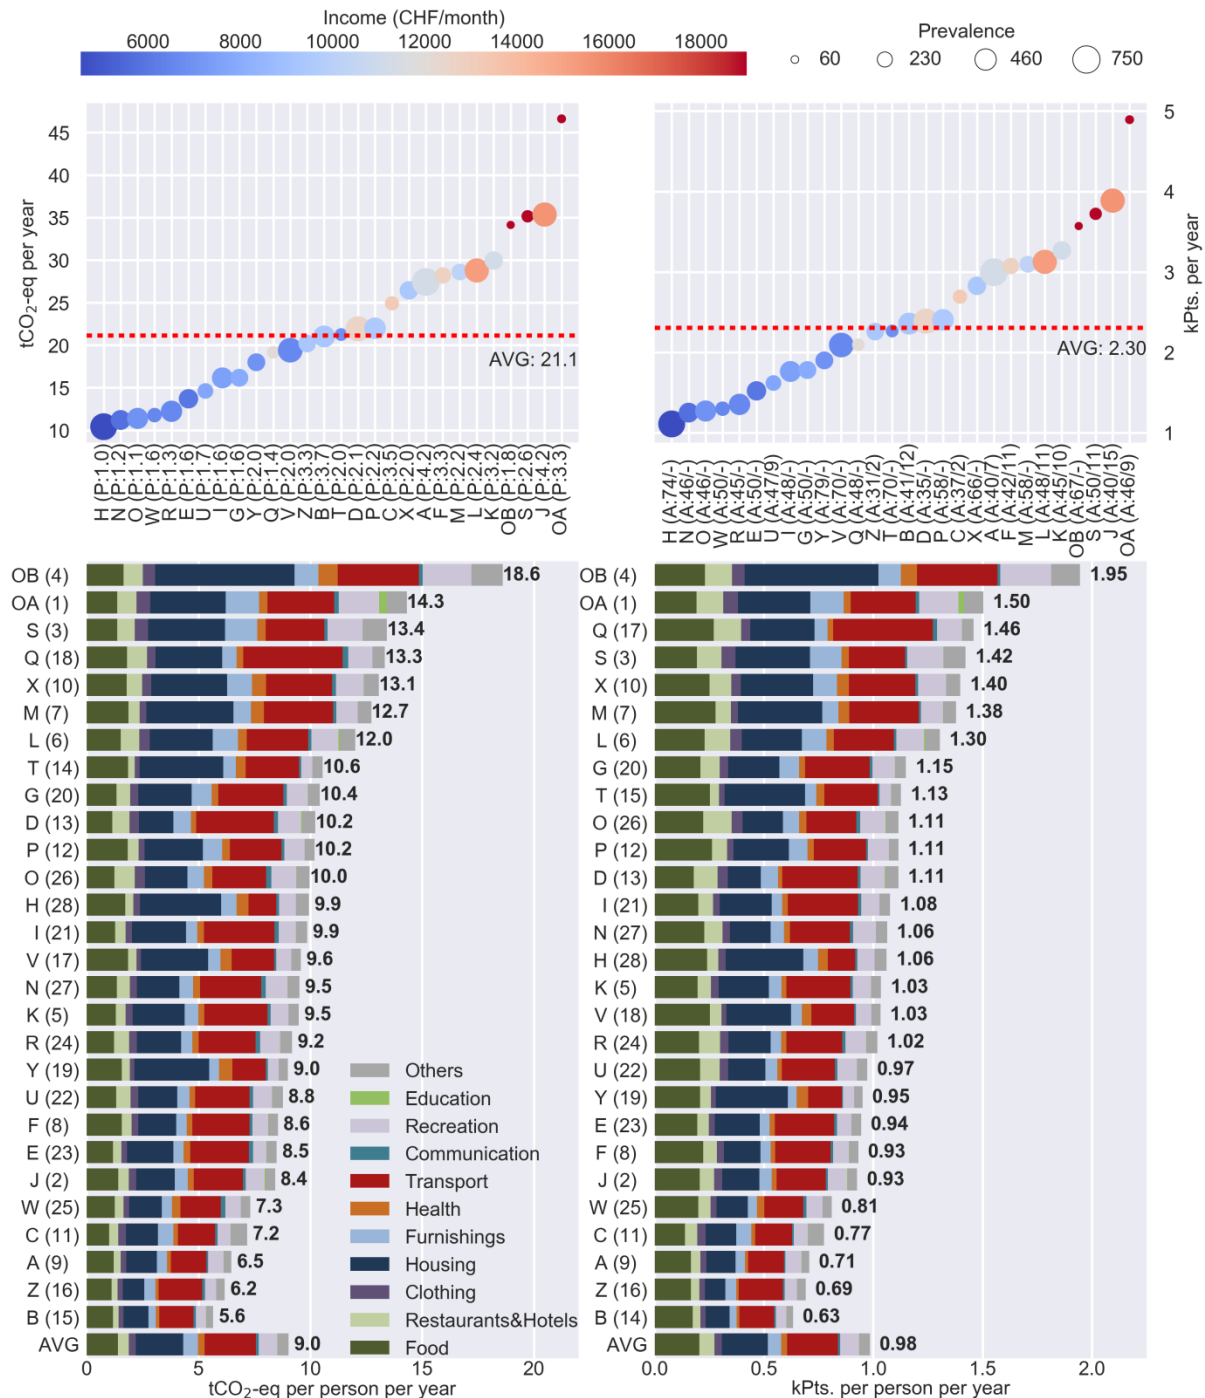 Income (CHF/month)
6000 8000 10000 12000 14000 16000 18000
Prevalence
60 230 460 750
tCO2-eq per year
45
40
35
30
25
20
15
10
AVG: 21.1
H (P:1.0)
N (P:1.2)
O (P:1.1)
W (P:1.6)
R (P:1.3)
E (P:1.6)
U (P:1.7)
I (P:1.6)
G (P:1.6)
Y (P:2.0)
Q (P:1.4)
V (P:2.0)
Z (P:3.3)
B (P:3.7)
T (P:2.0)
D (P:2.1)
P (P:2.2)
C (P:3.5)
X (P:2.0)
A (P:4.2)
F (P:3.3)
M (P:2.2)
L (P:2.4)
K (P:3.2)
OB (P:1.8)
S (P:2.6)
J (P:4.2)
OA (P:3.3)
kPts. per year
5
4
3
2
1
AVG: 2.30
H (A:74/-)
N (A:46/-)
O (A:46/-)
W (A:50/-)
R (A:45/-)
E (A:50/-)
U (A:47/9)
I (A:48/-)
G (A:50/-)
Y (A:79/-)
V (A:70/-)
Q (A:48/-)
Z (A:31/2)
T (A:70/-)
B (A:41/12)
D (A:35/-)
P (A:58/-)
C (A:37/2)
X (A:66/-)
A (A:40/7)
F (A:42/11)
M (A:58/-)
L (A:48/11)
K (A:45/10)
OB (A:67/-)
S (A:50/11)
J (A:40/15)
OA (A:46/9)
OB (4) 18.6
OA (1) 14.3
S (3) 13.4
Q (18) 13.3
X (10) 13.1
M (7) 12.7
L (6) 12.0
T (14) 10.6
G (20) 10.4
D (13) 10.2
P (12) 10.2
O (26) 10.0
H (28) 9.9
I (21) 9.9
V (17) 9.6
N (27) 9.5
K (5) 9.5
R (24) 9.2
Y (19) 9.0
U (22) 8.8
F (8) 8.6
E (23) 8.5
J (2) 8.4
W (25) 7.3
C (11) 7.2
A (9) 6.5
Z (16) 6.2
B (15) 5.6
AVG 9.0
0 5 10 15 20
tCO2-eq per person per year
Others
Education
Recreation
Communication
Transport
Health
Furnishings
Housing
Clothing
Restaurants&Hotels
Food
OB (4) 1.95
OA (1) 1.50
Q (17) 1.46
S (3) 1.42
X (10) 1.40
M (7) 1.38
L (6) 1.30
G (20) 1.15
T (15) 1.13
O (26) 1.11
P (12) 1.11
D (13) 1.11
I (21) 1.08
N (27) 1.06
H (28) 1.06
K (5) 1.03
V (18) 1.03
R (24) 1.02
U (22) 0.97
Y (19) 0.95
E (23) 0.94
F (8) 0.93
J (2) 0.93
W (25) 0.81
C (11) 0.77
A (9) 0.71
Z (16) 0.69
B (14) 0.63
AVG 0.98
0.0 0.5 1.0 1.5 2.0
kPts. per person per year